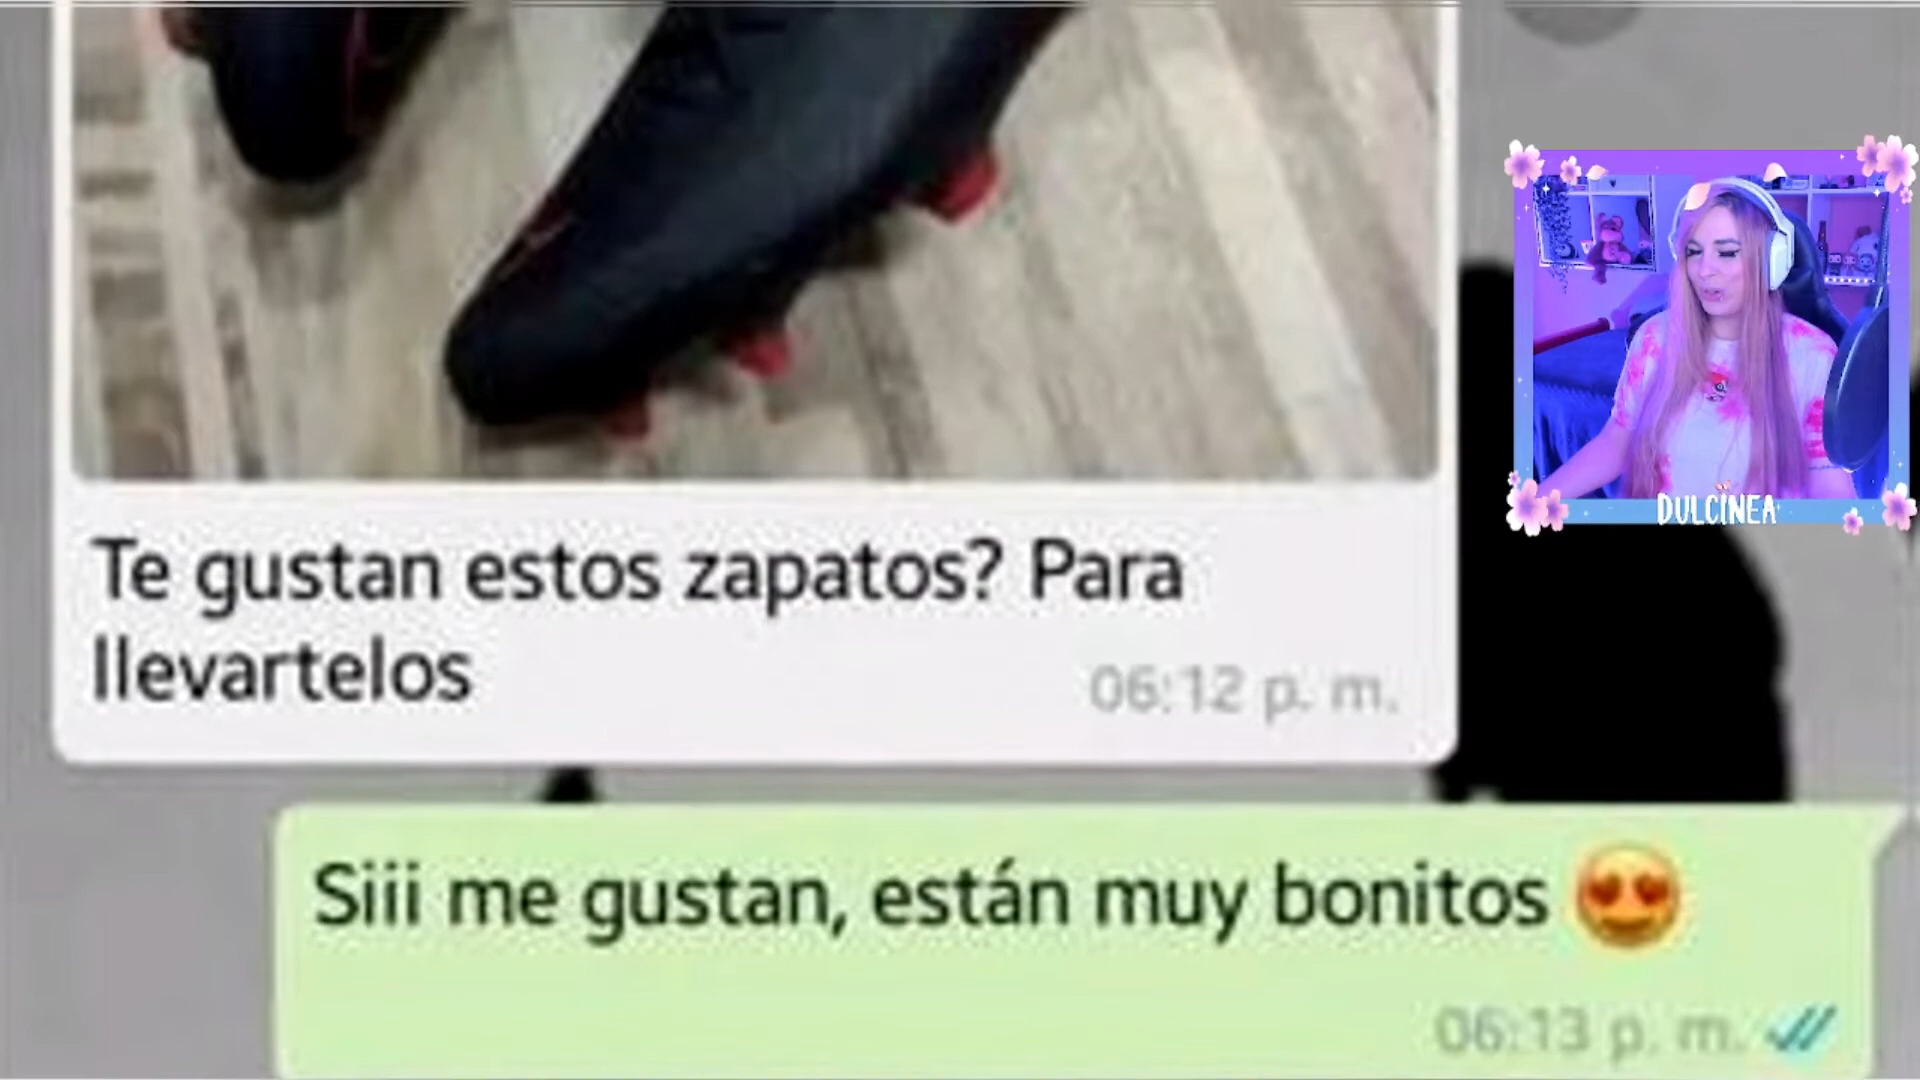 Te gustan estos zapatos? Para
llevartelos
06:12 p. m.
DULCINEA
Siii me gustan, están muy bonitos 😍
06:13 p. m.